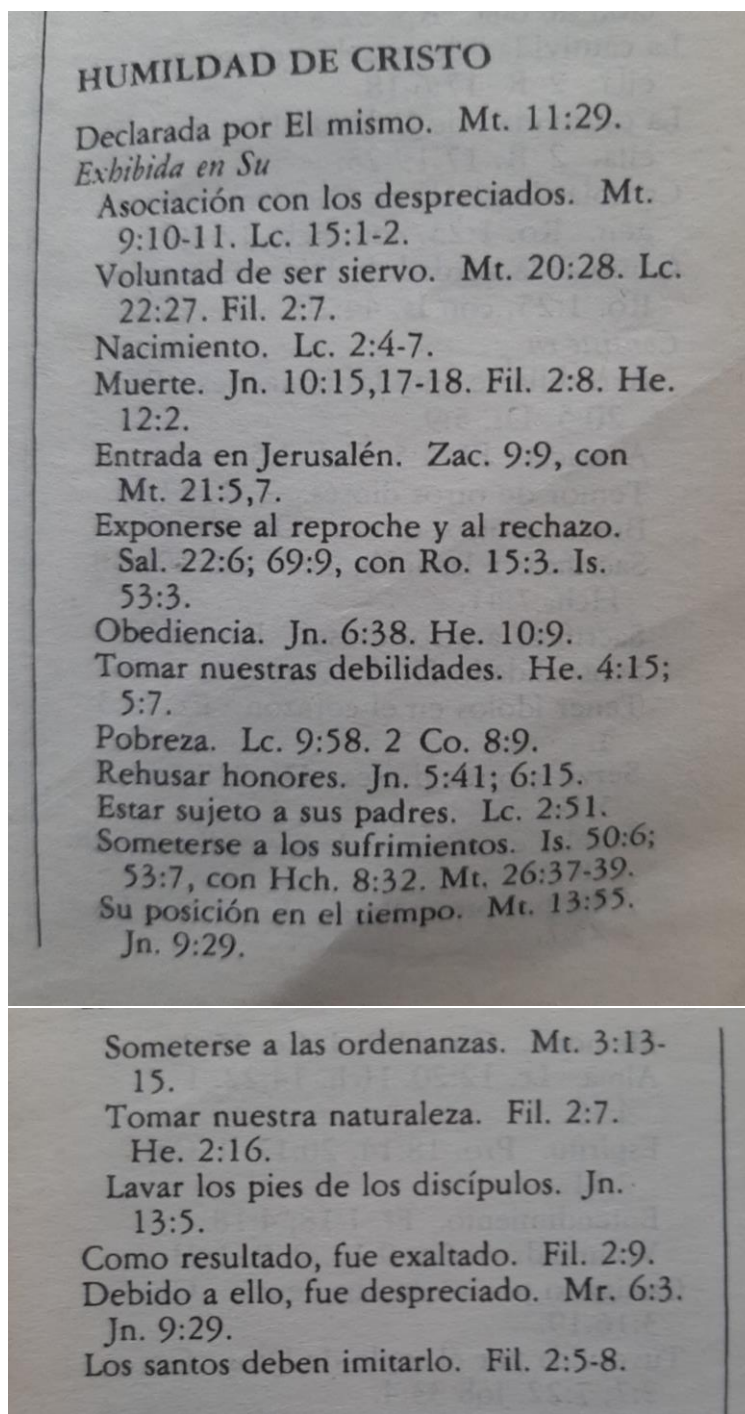 HUMILDAD DE CRISTO
Declarada por El mismo. Mt. 11:29.
Exhibida en Su
Asociación con los despreciados. Mt.
9:10-11. Lc. 15:1-2.
Voluntad de ser siervo. Mt. 20:28. Lc.
22:27. Fil. 2:7.
Nacimiento. Lc. 2:4-7.
Muerte. Jn. 10:15,17-18. Fil. 2:8. He.
12:2.
Entrada en Jerusalén. Zac. 9:9, con
Mt. 21:5,7.
Exponerse al reproche y al rechazo.
Sal. 22:6; 69:9, con Ro. 15:3. Is.
53:3.
Obediencia. Jn. 6:38. He. 10:9.
Tomar nuestras debilidades. He. 4:15;
5:7.
Pobreza. Lc. 9:58. 2 Co. 8:9.
Rehusar honores. Jn. 5:41; 6:15.
Estar sujeto a sus padres. Lc. 2:51.
Someterse a los sufrimientos. Is. 50:6;
53:7, con Hch. 8:32. Mt. 26:37-39.
Su posición en el tiempo. Mt. 13:55.
Jn. 9:29.
Someterse a las ordenanzas. Mt. 3:13-
15.
Tomar nuestra naturaleza. Fil. 2:7.
He. 2:16.
Lavar los pies de los discípulos. Jn.
13:5.
Como resultado, fue exaltado. Fil. 2:9.
Debido a ello, fue despreciado. Mr. 6:3.
Jn. 9:29.
Los santos deben imitarlo. Fil. 2:5-8.